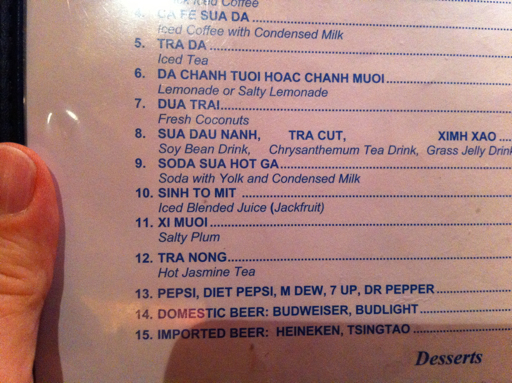 Iced Coffee
4. CA FE SUA DA
Iced Coffee with Condensed Milk
5. TRA DA
Iced Tea
6. DA CHANH TUOI HOAC CHANH MUOI
Lemonade or Salty Lemonade
7. DUA TRAI
Fresh Coconuts
8. SUA DAU NANH, TRA CUT, XIMH XAO
Soy Bean Drink, Chrysanthemum Tea Drink, Grass Jelly Drink
9. SODA SUA HOT GA
Soda with Yolk and Condensed Milk
10. SINH TO MIT
Iced Blended Juice (Jackfruit)
11. XI MUOI
Salty Plum
12. TRA NONG
Hot Jasmine Tea
13. PEPSI, DIET PEPSI, M DEW, 7 UP, DR PEPPER
14. DOMESTIC BEER: BUDWEISER, BUDLIGHT
15. IMPORTED BEER: HEINEKEN, TSINGTAO
Desserts